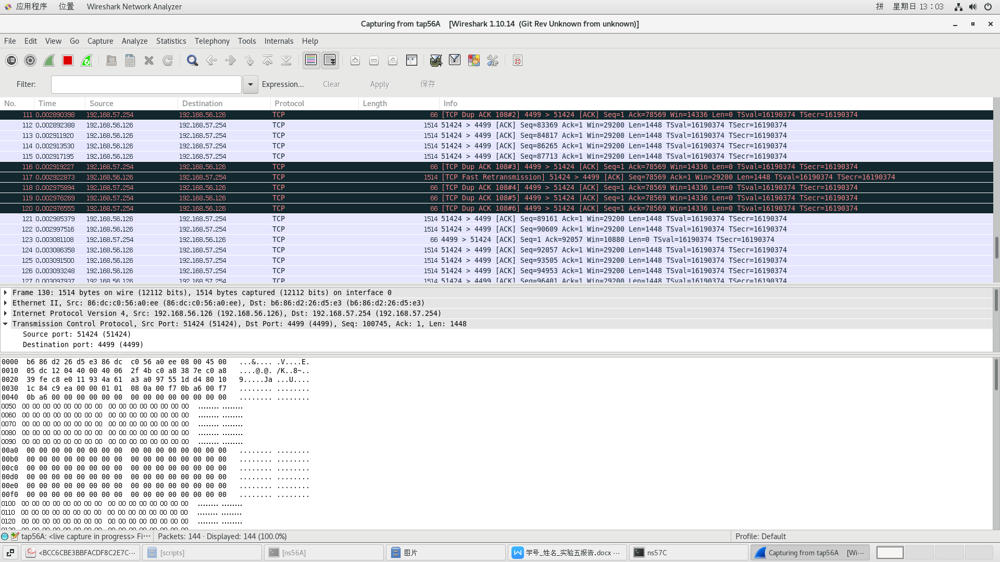 应用程序 位置 Wireshark Network Analyzer 拼 星期日 13：03
Capturing from tap56A [Wireshark 1.10.14 (Git Rev Unknown from unknown)]
File Edit View Go Capture Analyze Statistics Telephony Tools Internals Help
Filter: Expression... Clear Apply 保存
No. Time Source Destination Protocol Length Info
111 0.002890398 192.168.57.254 192.168.56.126 TCP 66 [TCP Dup ACK 108#2] 4499 > 51424 [ACK] Seq=1 Ack=78569 Win=14336 Len=0 TSval=16190374 TSecr=16190374
112 0.002892388 192.168.56.126 192.168.57.254 TCP 1514 51424 > 4499 [ACK] Seq=83369 Ack=1 Win=29200 Len=1448 TSval=16190374 TSecr=16190374
113 0.002911920 192.168.56.126 192.168.57.254 TCP 1514 51424 > 4499 [ACK] Seq=84817 Ack=1 Win=29200 Len=1448 TSval=16190374 TSecr=16190374
114 0.002913530 192.168.56.126 192.168.57.254 TCP 1514 51424 > 4499 [ACK] Seq=86265 Ack=1 Win=29200 Len=1448 TSval=16190374 TSecr=16190374
115 0.002917195 192.168.56.126 192.168.57.254 TCP 1514 51424 > 4499 [ACK] Seq=87713 Ack=1 Win=29200 Len=1448 TSval=16190374 TSecr=16190374
116 0.002919227 192.168.57.254 192.168.56.126 TCP 66 [TCP Dup ACK 108#3] 4499 > 51424 [ACK] Seq=1 Ack=78569 Win=14336 Len=0 TSval=16190374 TSecr=16190374
117 0.002922873 192.168.56.126 192.168.57.254 TCP 1514 [TCP Fast Retransmission] 51424 > 4499 [ACK] Seq=78569 Ack=1 Win=29200 Len=1448 TSval=16190374 TSecr=16190374
118 0.002975894 192.168.57.254 192.168.56.126 TCP 66 [TCP Dup ACK 108#4] 4499 > 51424 [ACK] Seq=1 Ack=78569 Win=14336 Len=0 TSval=16190374 TSecr=16190374
119 0.002976269 192.168.57.254 192.168.56.126 TCP 66 [TCP Dup ACK 108#5] 4499 > 51424 [ACK] Seq=1 Ack=78569 Win=14336 Len=0 TSval=16190374 TSecr=16190374
120 0.002976555 192.168.57.254 192.168.56.126 TCP 66 [TCP Dup ACK 108#6] 4499 > 51424 [ACK] Seq=1 Ack=78569 Win=14336 Len=0 TSval=16190374 TSecr=16190374
121 0.002985379 192.168.56.126 192.168.57.254 TCP 1514 51424 > 4499 [ACK] Seq=89161 Ack=1 Win=29200 Len=1448 TSval=16190374 TSecr=16190374
122 0.002997516 192.168.56.126 192.168.57.254 TCP 1514 51424 > 4499 [ACK] Seq=90609 Ack=1 Win=29200 Len=1448 TSval=16190374 TSecr=16190374
123 0.003081108 192.168.57.254 192.168.56.126 TCP 66 4499 > 51424 [ACK] Seq=1 Ack=92057 Win=10880 Len=0 TSval=16190374 TSecr=16190374
124 0.003086358 192.168.56.126 192.168.57.254 TCP 1514 51424 > 4499 [ACK] Seq=92057 Ack=1 Win=29200 Len=1448 TSval=16190374 TSecr=16190374
125 0.003091500 192.168.56.126 192.168.57.254 TCP 1514 51424 > 4499 [ACK] Seq=93505 Ack=1 Win=29200 Len=1448 TSval=16190374 TSecr=16190374
126 0.003093248 192.168.56.126 192.168.57.254 TCP 1514 51424 > 4499 [ACK] Seq=94953 Ack=1 Win=29200 Len=1448 TSval=16190374 TSecr=16190374
127 0.003097937 192.168.56.126 192.168.57.254 TCP 1514 51424 > 4499 [ACK] Seq=96401 Ack=1 Win=29200 Len=1448 TSval=16190374 TSecr=16190374
Frame 130: 1514 bytes on wire (12112 bits), 1514 bytes captured (12112 bits) on interface 0
Ethernet II, Src: 86:dc:c0:56:a0:ee (86:dc:c0:56:a0:ee), Dst: b6:86:d2:26:d5:e3 (b6:86:d2:26:d5:e3)
Internet Protocol Version 4, Src: 192.168.56.126 (192.168.56.126), Dst: 192.168.57.254 (192.168.57.254)
Transmission Control Protocol, Src Port: 51424 (51424), Dst Port: 4499 (4499), Seq: 100745, Ack: 1, Len: 1448
Source port: 51424 (51424)
Destination port: 4499 (4499)
0000 b6 86 d2 26 d5 e3 86 dc c0 56 a0 ee 08 00 45 00 ...&.... .V....E.
0010 05 dc 12 04 40 00 40 06 2f 4b c0 a8 38 7e c0 a8 ....@.@. /K..8~..
0020 39 fe c8 e0 11 93 4a 61 a3 a0 97 55 1d d4 80 10 9.....Ja ...U....
0030 1c 84 c9 ea 00 00 01 01 08 0a 00 f7 0b a6 00 f7 ........ ........
0040 0b a6 00 00 00 00 00 00 00 00 00 00 00 00 00 00 ........ ........
0050 00 00 00 00 00 00 00 00 00 00 00 00 00 00 00 00 ........ ........
0060 00 00 00 00 00 00 00 00 00 00 00 00 00 00 00 00 ........ ........
0070 00 00 00 00 00 00 00 00 00 00 00 00 00 00 00 00 ........ ........
0080 00 00 00 00 00 00 00 00 00 00 00 00 00 00 00 00 ........ ........
0090 00 00 00 00 00 00 00 00 00 00 00 00 00 00 00 00 ........ ........
00a0 00 00 00 00 00 00 00 00 00 00 00 00 00 00 00 00 ........ ........
00b0 00 00 00 00 00 00 00 00 00 00 00 00 00 00 00 00 ........ ........
00c0 00 00 00 00 00 00 00 00 00 00 00 00 00 00 00 00 ........ ........
00d0 00 00 00 00 00 00 00 00 00 00 00 00 00 00 00 00 ........ ........
00e0 00 00 00 00 00 00 00 00 00 00 00 00 00 00 00 00 ........ ........
00f0 00 00 00 00 00 00 00 00 00 00 00 00 00 00 00 00 ........ ........
0100 00 00 00 00 00 00 00 00 00 00 00 00 00 00 00 00 ........ ........
0110 00 00 00 00 00 00 00 00 00 00 00 00 00 00 00 00 ........ ........
0120 00 00 00 00 00 00 00 00 00 00 00 00 00 00 00 00 ........ ........
tap56A: <live capture in progress> Fi··· Packets: 144 · Displayed: 144 (100.0%) Profile: Default
<BCC6CBE3BBFACDF8C2E7C-··· [scripts] [ns56A] 图片 学号_姓名_实验五报告.docx ··· ns57C Capturing from tap56A [Wi···